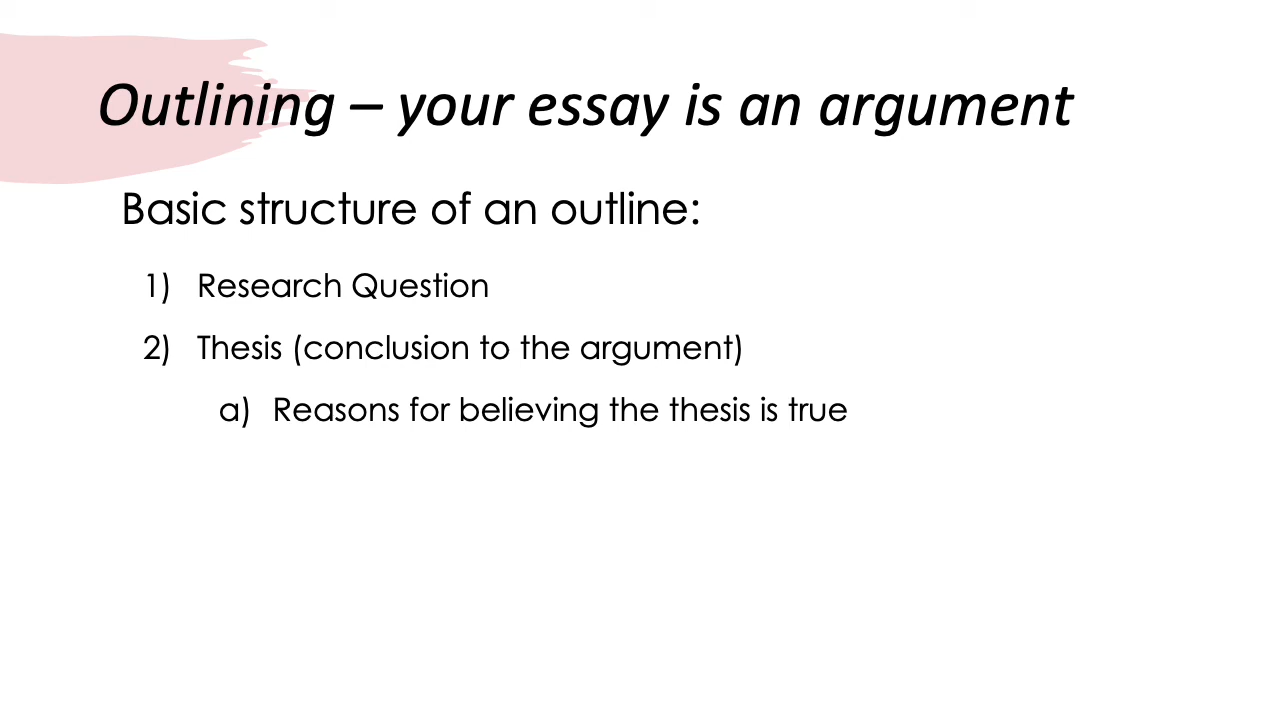 Outlining – your essay is an argument
Basic structure of an outline:
1) Research Question
2) Thesis (conclusion to the argument)
a) Reasons for believing the thesis is true